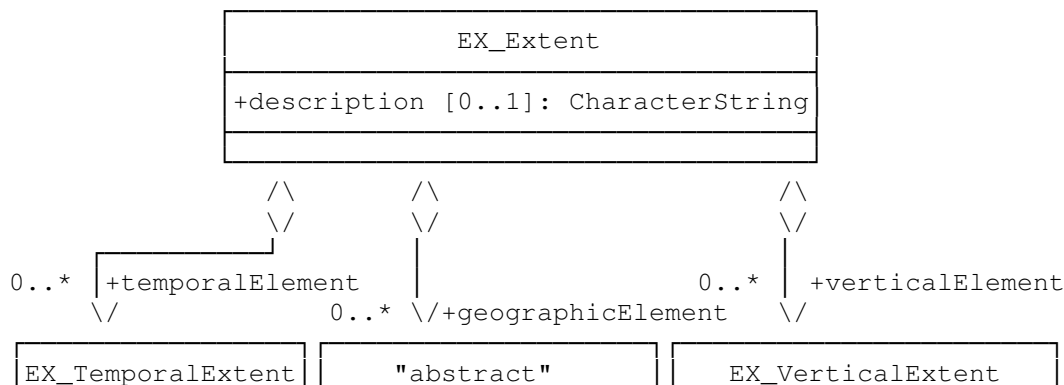 EX_Extent
+description [0..1]: CharacterString
0..* +temporalElement 0..* +verticalElement
0..* +geographicElement
EX_TemporalExtent "abstract" EX_VerticalExtent